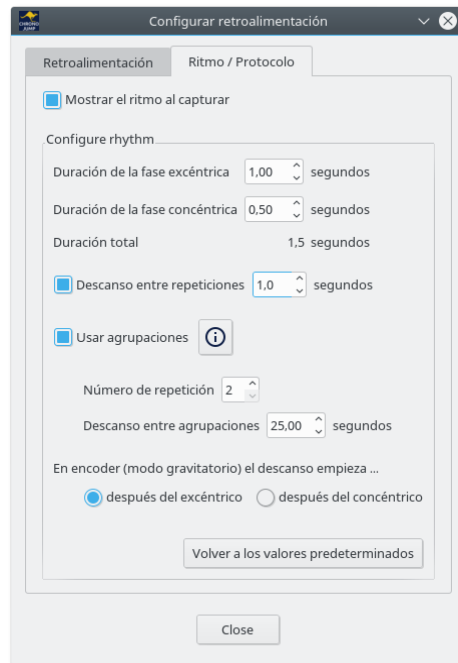 CHRONO
JUMP
Configurar retroalimentación
Retroalimentación
Ritmo / Protocolo
Mostrar el ritmo al capturar
Configure rhythm
Duración de la fase excéntrica 1,00 segundos
Duración de la fase concéntrica 0,50 segundos
Duración total 1,5 segundos
Descanso entre repeticiones 1,0 segundos
Usar agrupaciones
Número de repetición 2
Descanso entre agrupaciones 25,00 segundos
En encoder (modo gravitatorio) el descanso empieza ...
después del excéntrico después del concéntrico
Volver a los valores predeterminados
Close